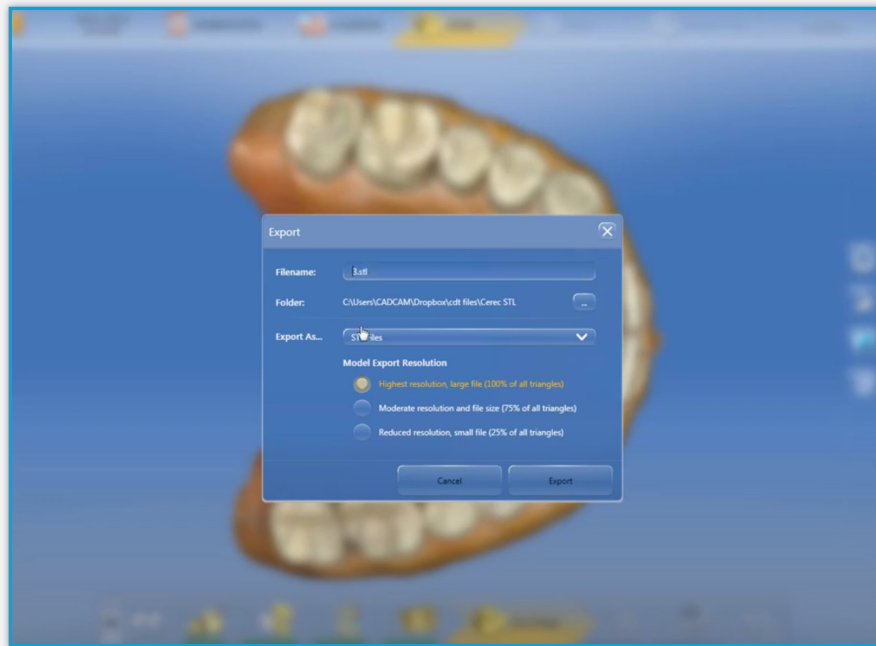 Export
Filename: 3.stl
Folder: C:\Users\CADCAM\Dropbox\cdt files\Cerec STL ...
Export As... STL Files
Model Export Resolution
Highest resolution, large file (100% of all triangles)
Moderate resolution and file size (75% of all triangles)
Reduced resolution, small file (25% of all triangles)
Cancel Export